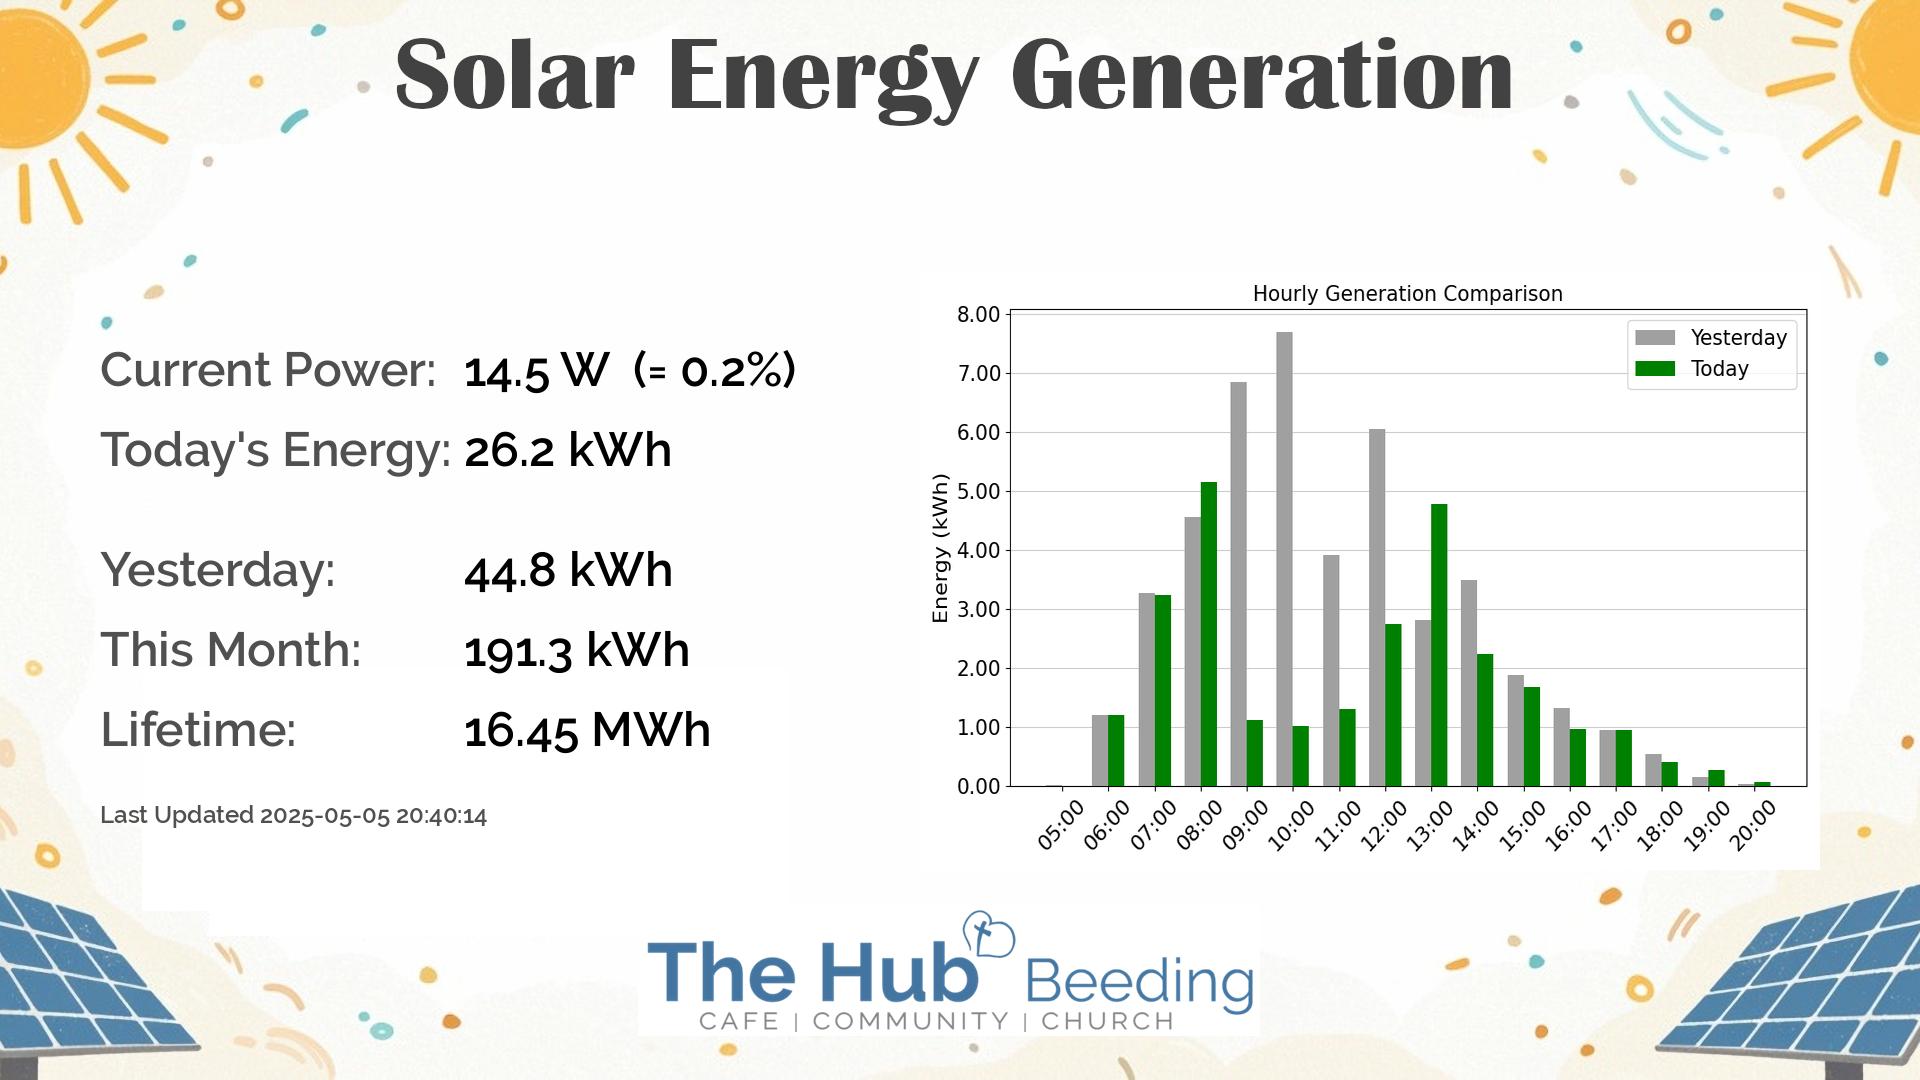 Solar Energy Generation
Current Power: 14.5 W (= 0.2%)
Today's Energy: 26.2 kWh
Yesterday: 44.8 kWh
This Month: 191.3 kWh
Lifetime: 16.45 MWh
Last Updated 2025-05-05 20:40:14
Hourly Generation Comparison
Yesterday
Today
Energy (kWh)
8.00
7.00
6.00
5.00
4.00
3.00
2.00
1.00
0.00
05:00 06:00 07:00 08:00 09:00 10:00 11:00 12:00 13:00 14:00 15:00 16:00 17:00 18:00 19:00 20:00
The Hub Beeding
CAFE | COMMUNITY | CHURCH